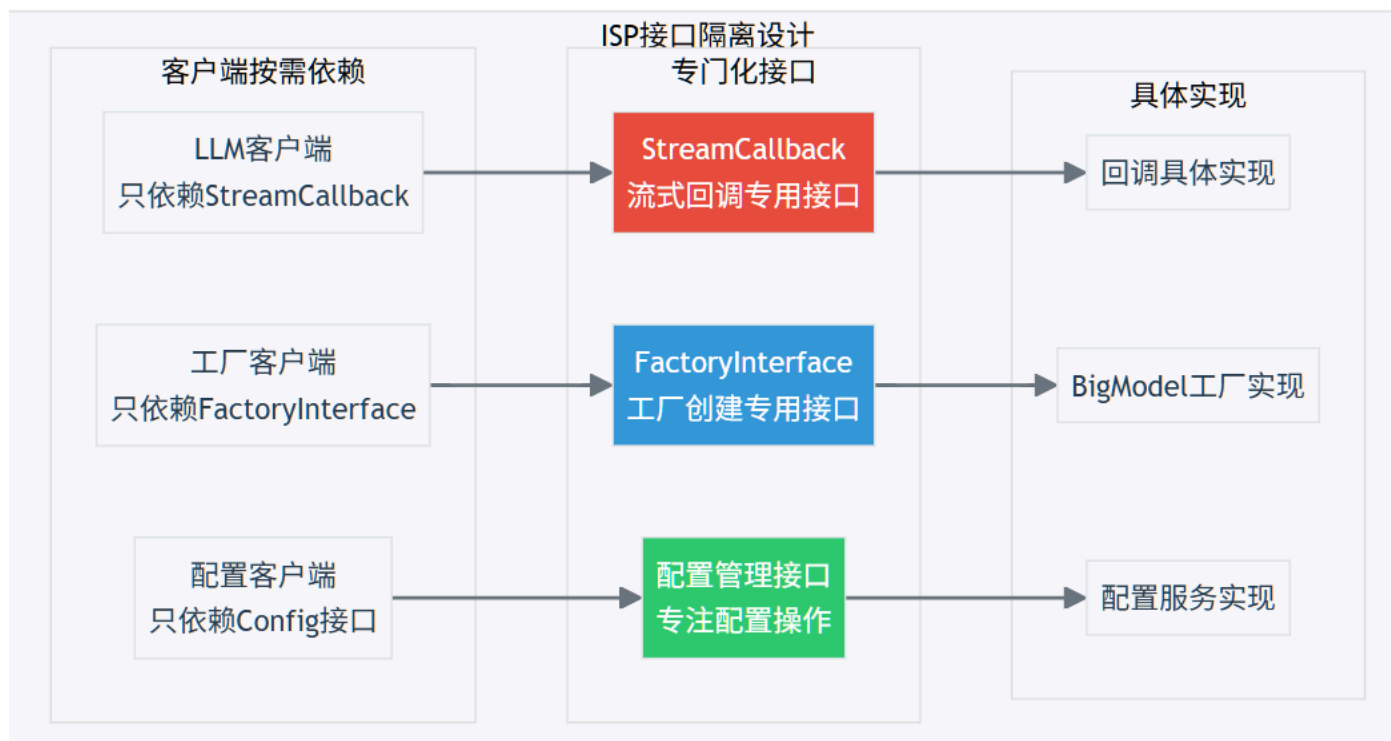 ISP接口隔离设计
客户端按需依赖
LLM客户端
只依赖StreamCallback
工厂客户端
只依赖FactoryInterface
配置客户端
只依赖Config接口
专门化接口
StreamCallback
流式回调专用接口
FactoryInterface
工厂创建专用接口
配置管理接口
专注配置操作
具体实现
回调具体实现
BigModel工厂实现
配置服务实现